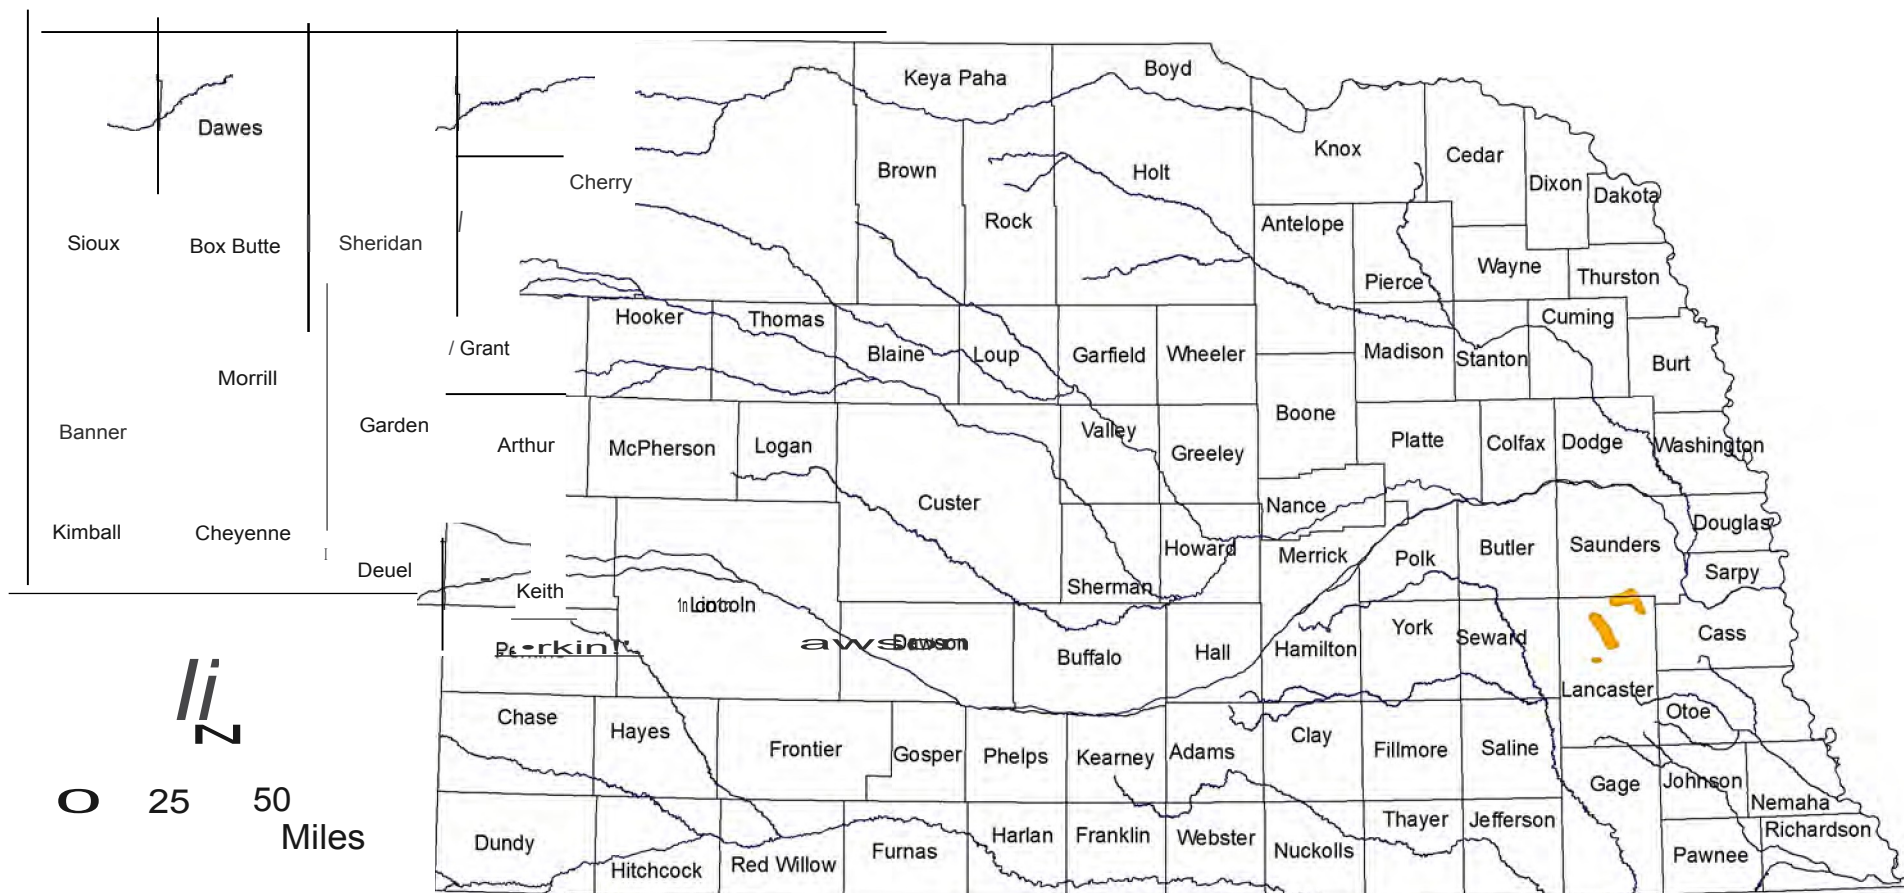 Keya Paha
Boyd
Dawes
Cherry
Brown
Holt
Knox
Cedar
Dixon
Dakota
Sioux
Box Butte
Sheridan
Rock
Antelope
Pierce
Wayne
Thurston
/ Grant
Hooker
Thomas
Blaine
Loup
Garfield
Wheeler
Madison
Stanton
Cuming
Burt
Morrill
Banner
Garden
Arthur
McPherson
Logan
Valley
Greeley
Boone
Platte
Colfax
Dodge
Washington
Kimball
Cheyenne
Custer
Nance
Douglas
Deuel
Keith
Lincoln
Sherman
Howard
Merrick
Polk
Butler
Saunders
Sarpy
Dawson
Buffalo
Hall
Hamilton
York
Seward
Cass
Lancaster
Otoe
Chase
Hayes
Frontier
Gosper
Phelps
Kearney
Adams
Clay
Fillmore
Saline
Gage
Johnson
Nemaha
Dundy
Hitchcock
Red Willow
Furnas
Harlan
Franklin
Webster
Nuckolls
Thayer
Jefferson
Pawnee
Richardson
N
0 25 50
Miles